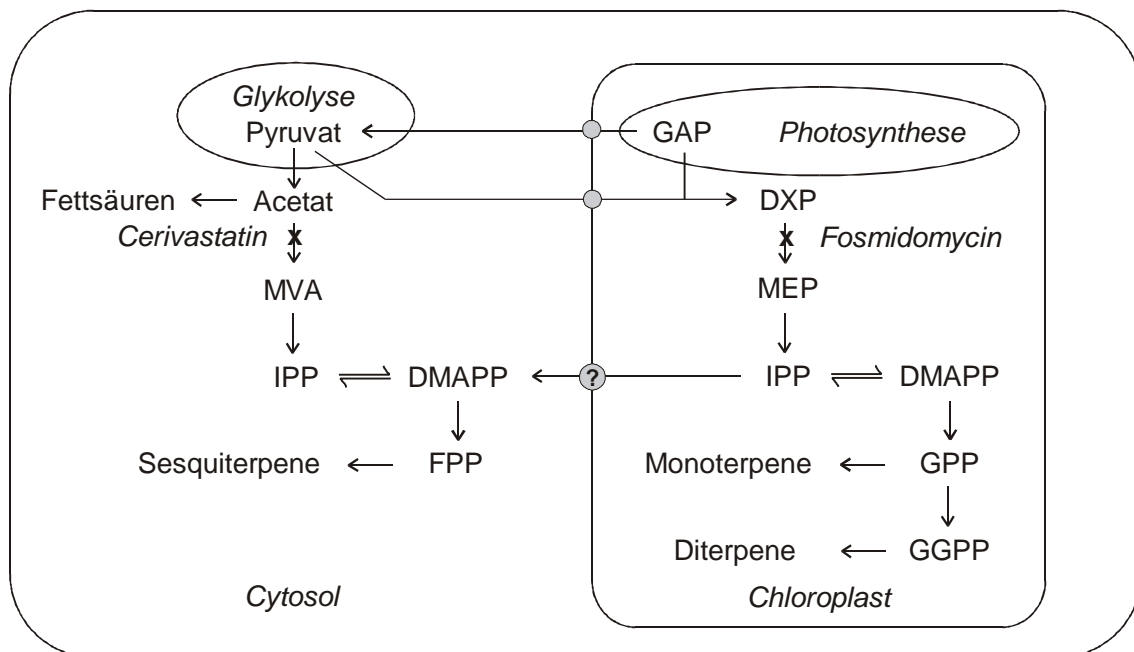 Glykolyse
Pyruvat
GAP
Photosynthese
Fettsäuren
Acetat
DXP
Cerivastatin
x
x
Fosmidomycin
MVA
MEP
IPP
DMAPP
?
IPP
DMAPP
Sesquiterpene
FPP
Monoterpene
GPP
Diterpene
GGPP
Cytosol
Chloroplast